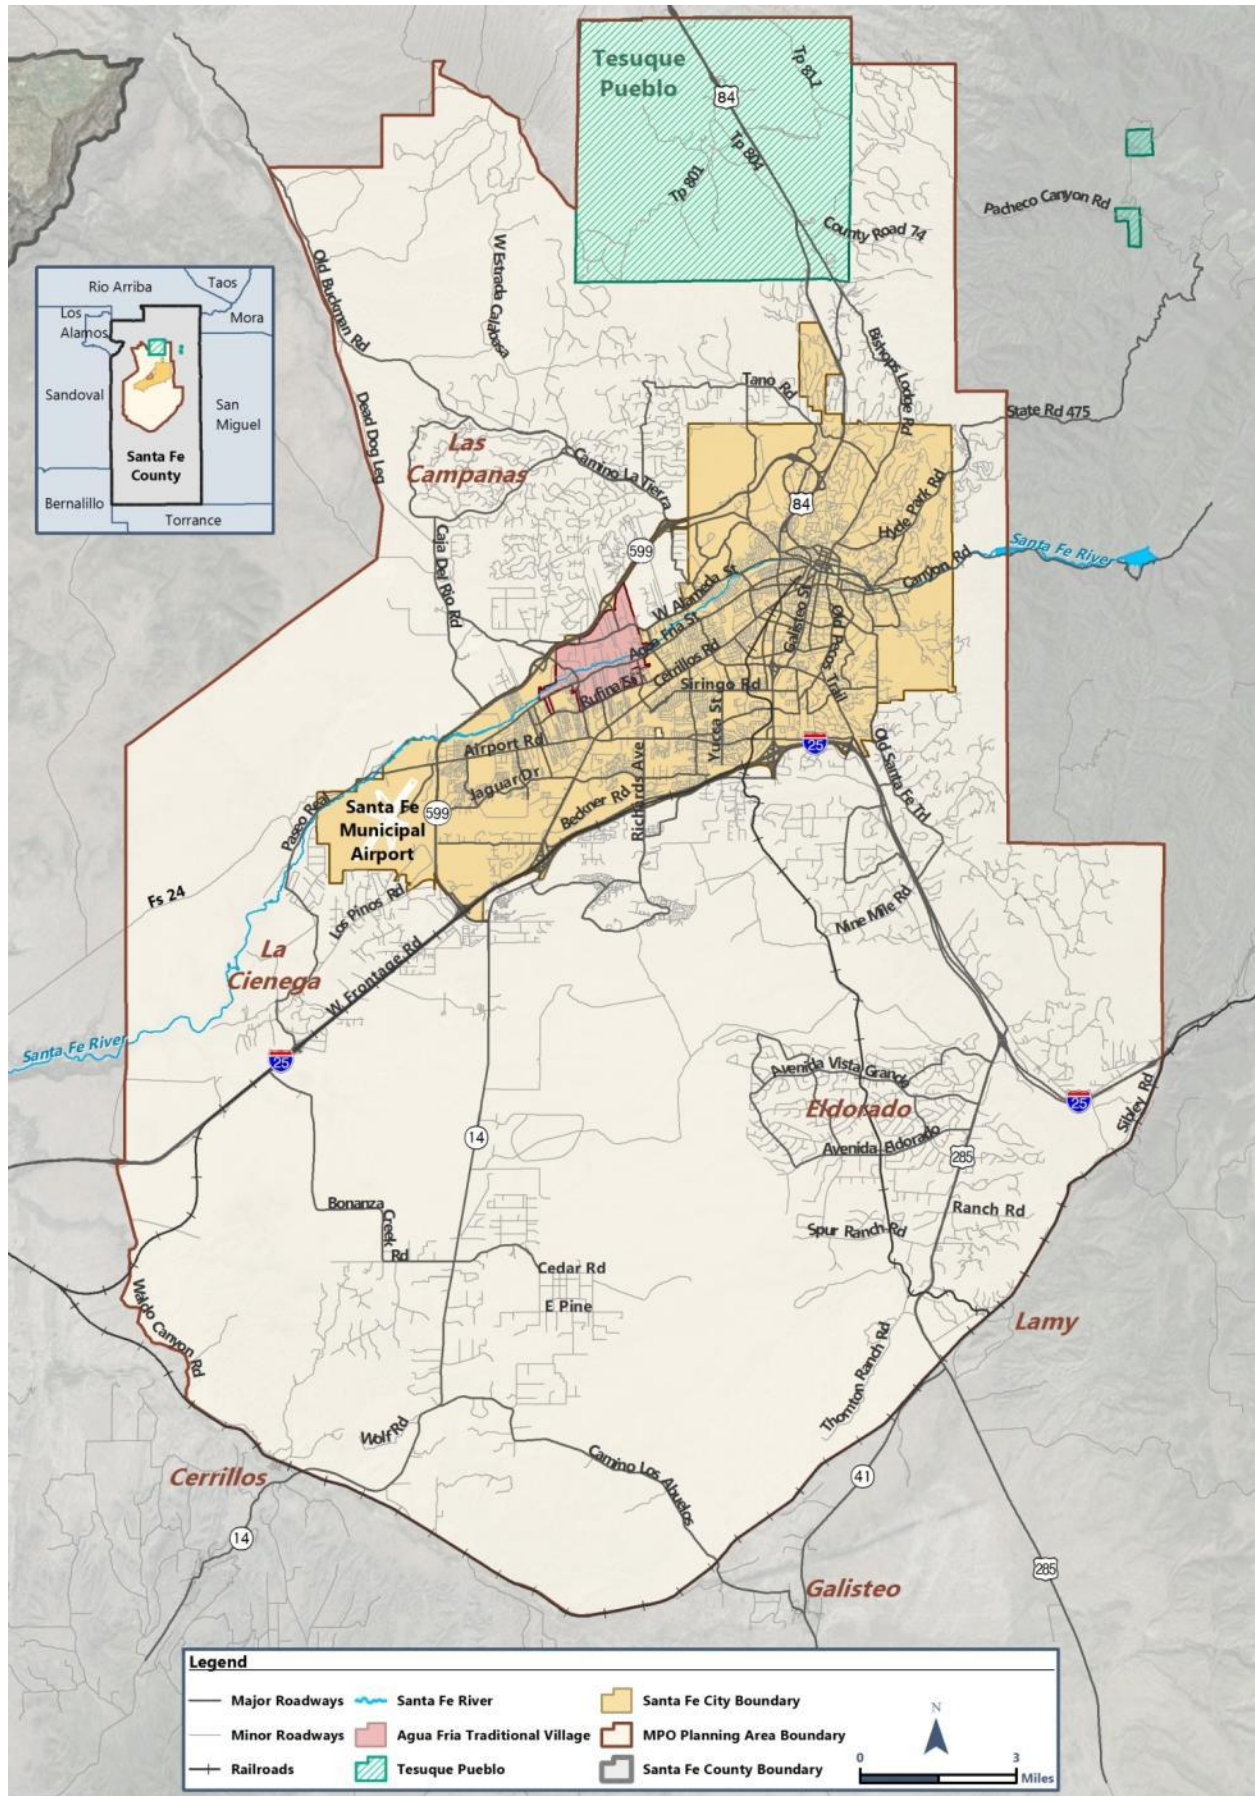 Tesuque
Pueblo
Tp 817
84
Tp 804
Tp 801
Pacheco Canyon Rd
County Road 74
W Estrada Calabasa
Old Buckman Rd
Rio Arriba
Taos
Los
Alamos
Mora
Sandoval
San
Miguel
Santa Fe
County
Bernalillo
Torrance
Bishops Lodge Rd
Tano Rd
State Rd 475
Dead Dog Leg
Las
Campanas
Camino La Tierra
84
Hyde Park Rd
Santa Fe River
Caja Del Rio Rd
599
Canyon Rd
W Alameda St
Agua Fria St
Galisteo St
Old Pecos Trail
Cerrillos Rd
Rufina St
Siringo Rd
Yucca St
Airport Rd
25
Old Santa Fe Trl
Jaguar Dr
Beckner Rd
Richards Ave
Paseo Real
Santa Fe
Municipal
Airport
599
Fs 24
Los Pinos Rd
Nine Mile Rd
La
Cienega
W Frontage Rd
Santa Fe River
25
Avenida Vista Grande
Eldorado
25
Sibley Rd
14
Avenida Eldorado
285
Bonanza
Creek
Rd
Ranch Rd
Spur Ranch Rd
Cedar Rd
E Pine
Waldo Canyon Rd
Lamy
Thornton Ranch Rd
Wolf Rd
Camino Los Abuelos
Cerrillos
41
14
285
Galisteo
Legend
Major Roadways
Santa Fe River
Santa Fe City Boundary
Minor Roadways
Agua Fria Traditional Village
MPO Planning Area Boundary
Railroads
Tesuque Pueblo
Santa Fe County Boundary
N
0
3
Miles